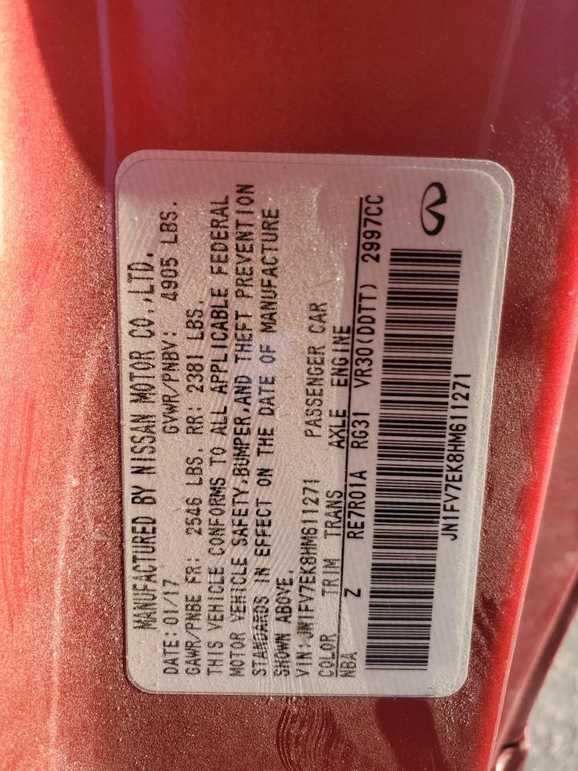 MANUFACTURED BY NISSAN MOTOR CO.,LTD.
DATE: 01/17 GVWR/PNBV: 4905 LBS.
GAWR/PNBE FR: 2546 LBS. RR: 2381 LBS.
THIS VEHICLE CONFORMS TO ALL APPLICABLE FEDERAL
MOTOR VEHICLE SAFETY,BUMPER,AND THEFT PREVENTION
STANDARDS IN EFFECT ON THE DATE OF MANUFACTURE
SHOWN ABOVE.
VIN:JN1FV7EK8HM611271 PASSENGER CAR
COLOR TRIM TRANS AXLE ENGINE
NBA Z RE7R01A RG31 VR30(DDTT) 2997CC
JN1FV7EK8HM611271